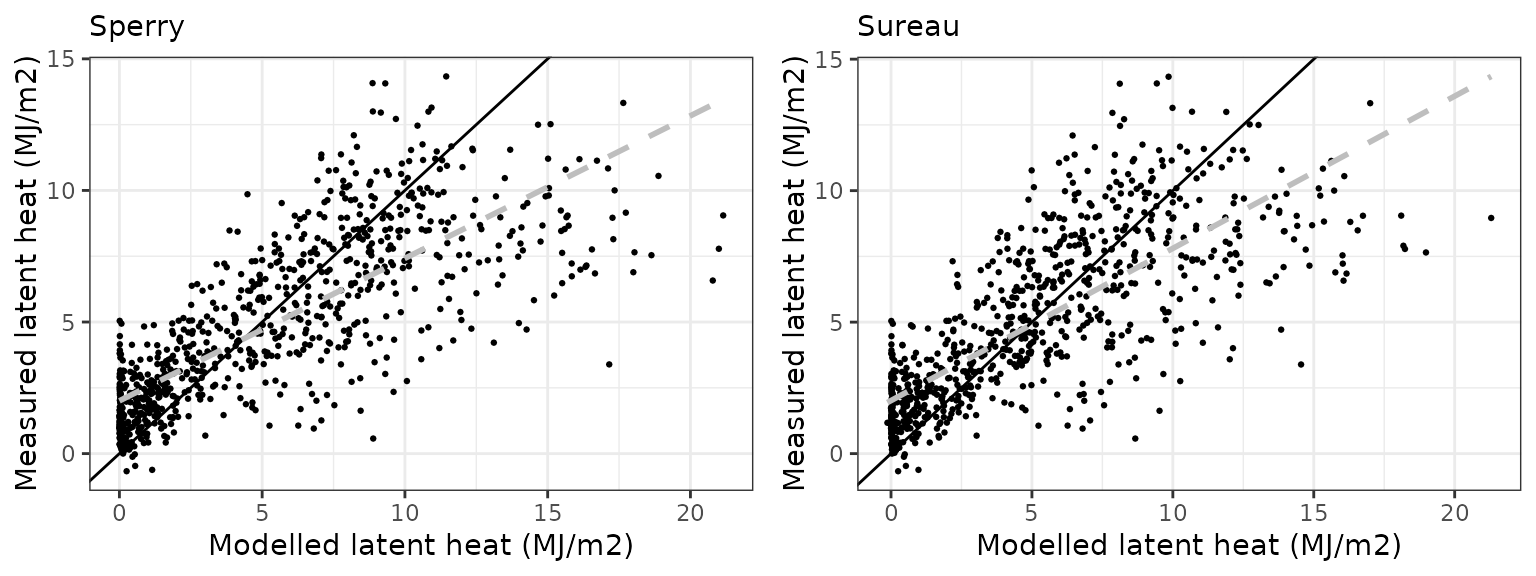 Sperry
Measured latent heat (MJ/m2)
15
10
5
0
0 5 10 15 20
Modelled latent heat (MJ/m2)
Sureau
Measured latent heat (MJ/m2)
15
10
5
0
0 5 10 15 20
Modelled latent heat (MJ/m2)